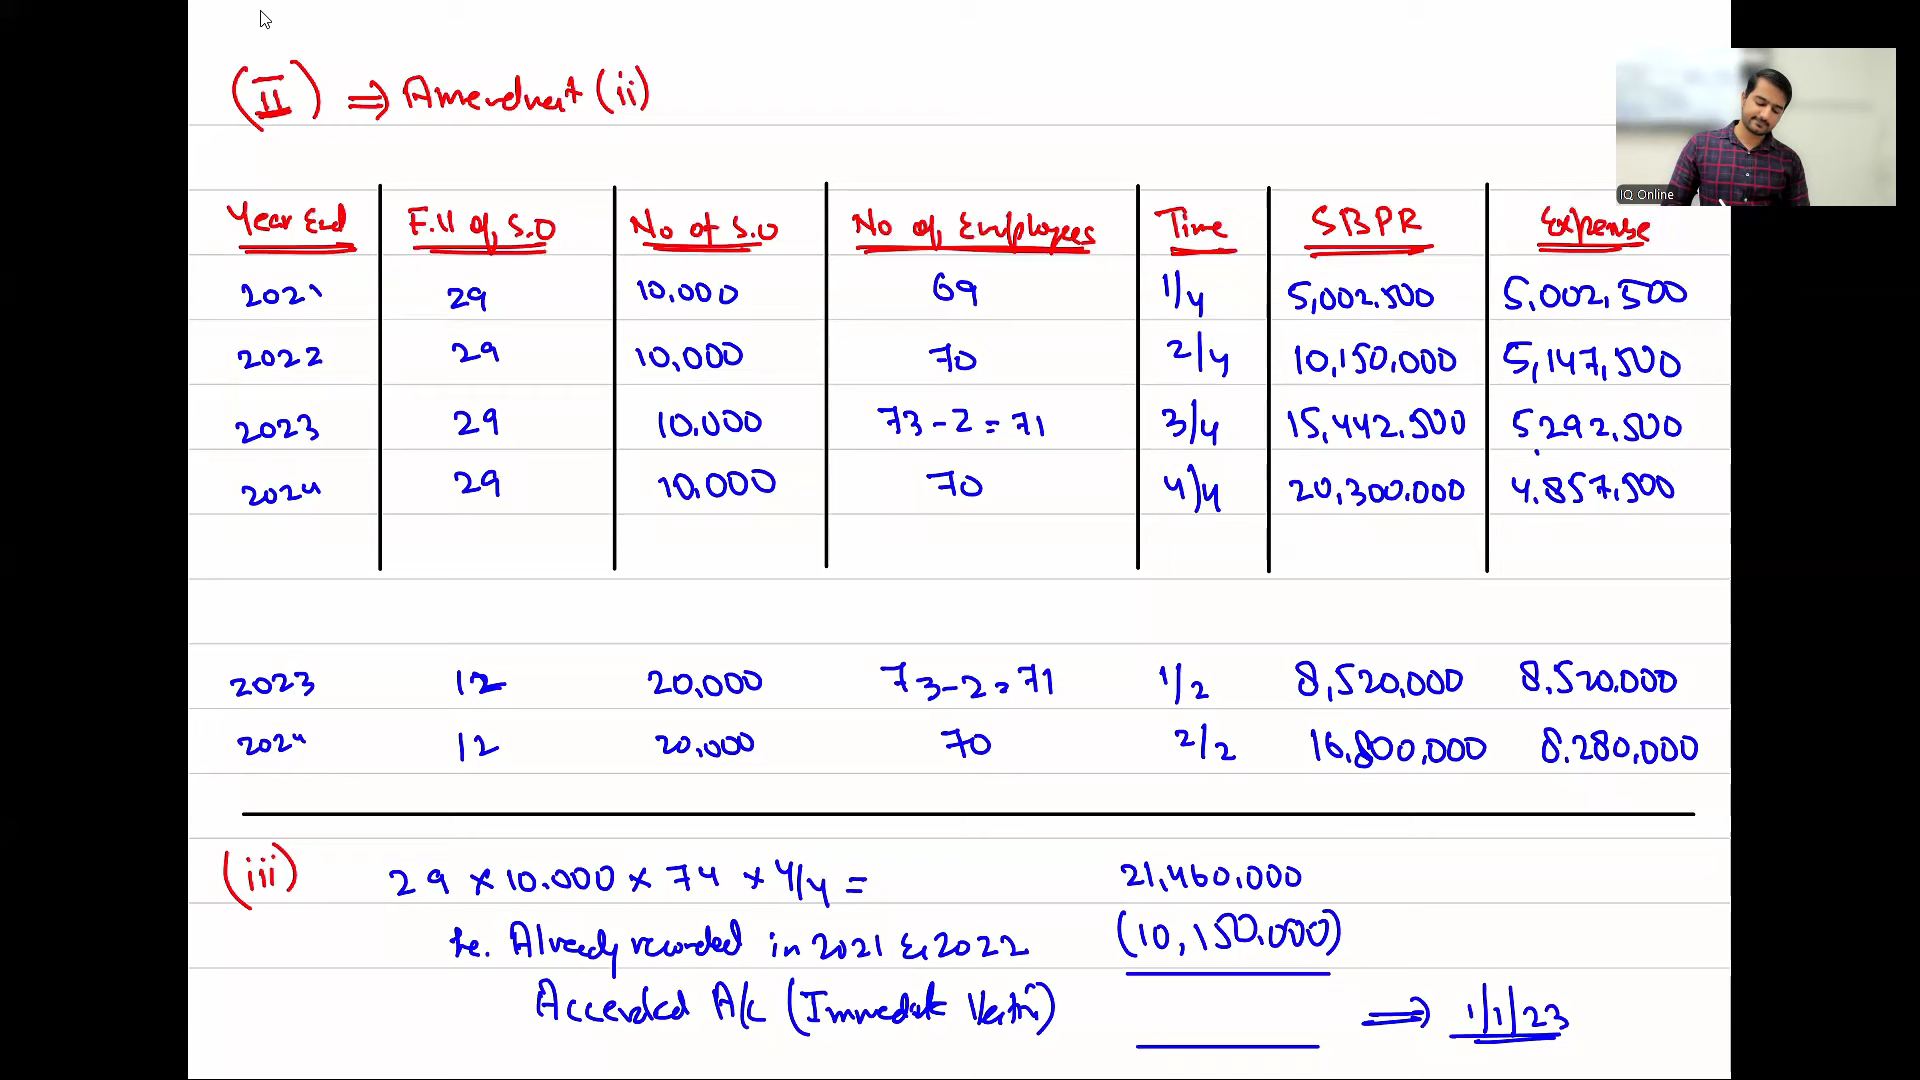 (II) ⇒ Amendment (ii)
IQ Online
Year End F.V of S.O No of S.O No of Employees Time SBPR Expense
2021 29 10,000 69 1/4 5,002,500 5,002,500
2022 29 10,000 70 2/4 10,150,000 5,147,500
2023 29 10,000 73-2=71 3/4 15,442,500 5,292,500
2024 29 10,000 70 4/4 20,300,000 4,857,500
2023 12 20,000 73-2=71 1/2 8,520,000 8,520,000
2024 12 20,000 70 2/2 16,800,000 8,280,000
(iii) 29 × 10,000 × 74 × 4/4 = 21,460,000
Already recorded in 2021 & 2022 (10,150,000)
A/c (Immediate ⇒ 1/1/23